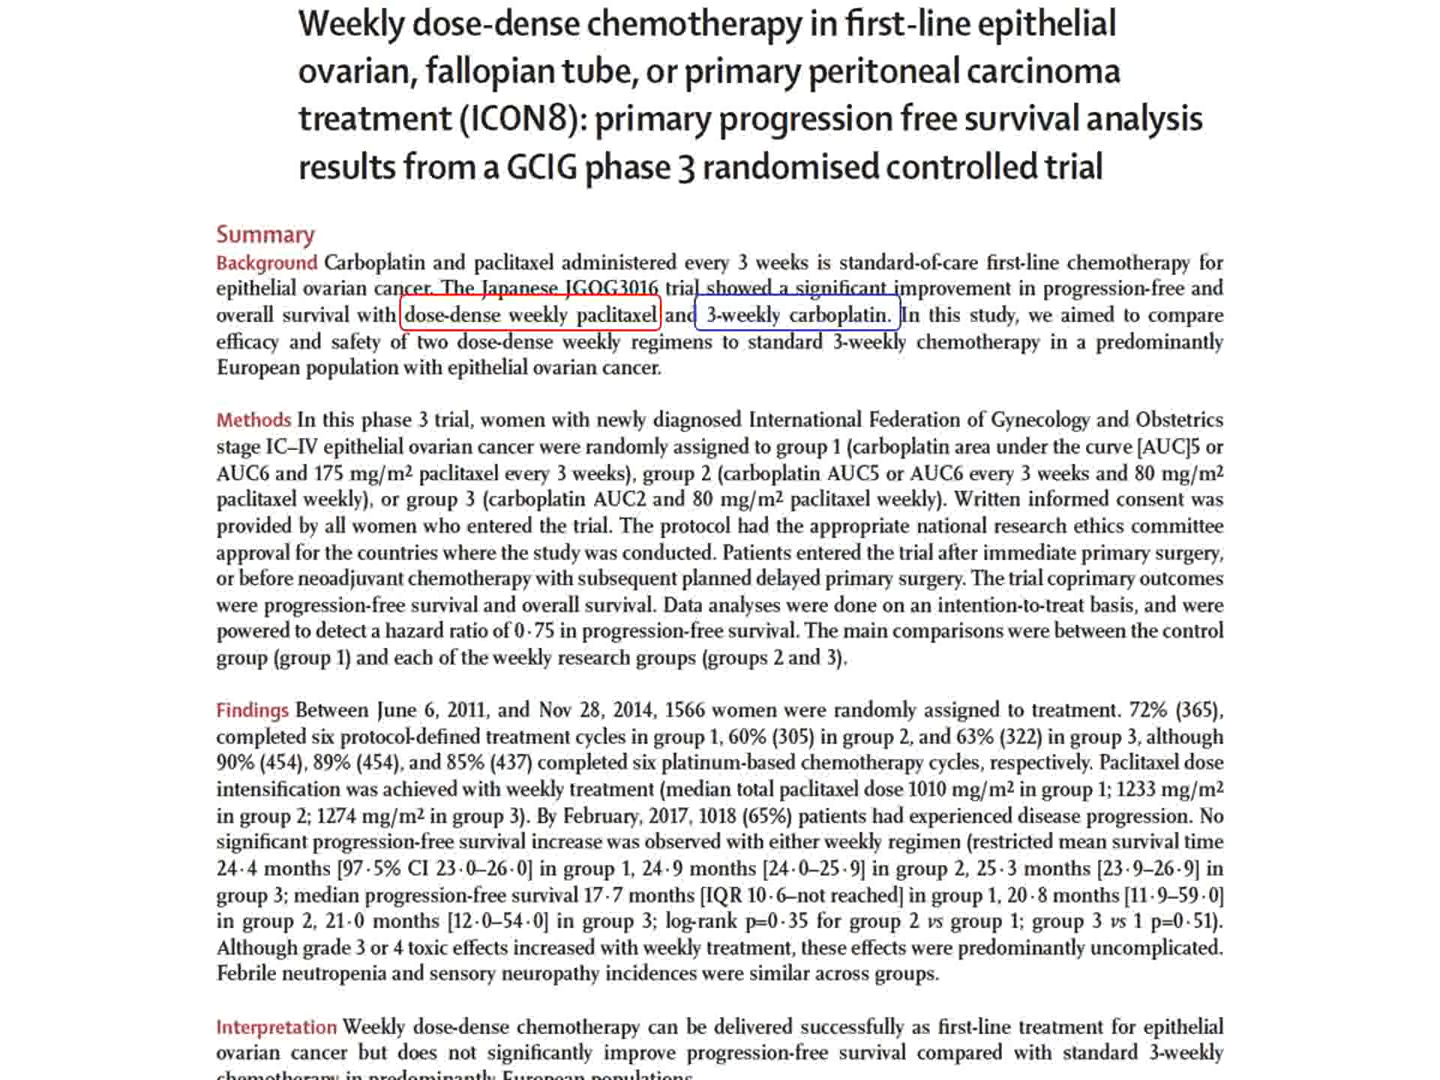 Weekly dose-dense chemotherapy in first-line epithelial
ovarian, fallopian tube, or primary peritoneal carcinoma
treatment (ICON8): primary progression free survival analysis
results from a GCIG phase 3 randomised controlled trial
Summary
Background Carboplatin and paclitaxel administered every 3 weeks is standard-of-care first-line chemotherapy for
epithelial ovarian cancer. The Japanese JGOG3016 trial showed a significant improvement in progression-free and
overall survival with dose-dense weekly paclitaxel and 3-weekly carboplatin. In this study, we aimed to compare
efficacy and safety of two dose-dense weekly regimens to standard 3-weekly chemotherapy in a predominantly
European population with epithelial ovarian cancer.
Methods In this phase 3 trial, women with newly diagnosed International Federation of Gynecology and Obstetrics
stage IC–IV epithelial ovarian cancer were randomly assigned to group 1 (carboplatin area under the curve [AUC]5 or
AUC6 and 175 mg/m² paclitaxel every 3 weeks), group 2 (carboplatin AUC5 or AUC6 every 3 weeks and 80 mg/m²
paclitaxel weekly), or group 3 (carboplatin AUC2 and 80 mg/m² paclitaxel weekly). Written informed consent was
provided by all women who entered the trial. The protocol had the appropriate national research ethics committee
approval for the countries where the study was conducted. Patients entered the trial after immediate primary surgery,
or before neoadjuvant chemotherapy with subsequent planned delayed primary surgery. The trial coprimary outcomes
were progression-free survival and overall survival. Data analyses were done on an intention-to-treat basis, and were
powered to detect a hazard ratio of 0·75 in progression-free survival. The main comparisons were between the control
group (group 1) and each of the weekly research groups (groups 2 and 3).
Findings Between June 6, 2011, and Nov 28, 2014, 1566 women were randomly assigned to treatment. 72% (365),
completed six protocol-defined treatment cycles in group 1, 60% (305) in group 2, and 63% (322) in group 3, although
90% (454), 89% (454), and 85% (437) completed six platinum-based chemotherapy cycles, respectively. Paclitaxel dose
intensification was achieved with weekly treatment (median total paclitaxel dose 1010 mg/m² in group 1; 1233 mg/m²
in group 2; 1274 mg/m² in group 3). By February, 2017, 1018 (65%) patients had experienced disease progression. No
significant progression-free survival increase was observed with either weekly regimen (restricted mean survival time
24·4 months [97·5% CI 23·0–26·0] in group 1, 24·9 months [24·0–25·9] in group 2, 25·3 months [23·9–26·9] in
group 3; median progression-free survival 17·7 months [IQR 10·6–not reached] in group 1, 20·8 months [11·9–59·0]
in group 2, 21·0 months [12·0–54·0] in group 3; log-rank p=0·35 for group 2 vs group 1; group 3 vs 1 p=0·51).
Although grade 3 or 4 toxic effects increased with weekly treatment, these effects were predominantly uncomplicated.
Febrile neutropenia and sensory neuropathy incidences were similar across groups.
Interpretation Weekly dose-dense chemotherapy can be delivered successfully as first-line treatment for epithelial
ovarian cancer but does not significantly improve progression-free survival compared with standard 3-weekly
chemotherapy in predominantly European populations.